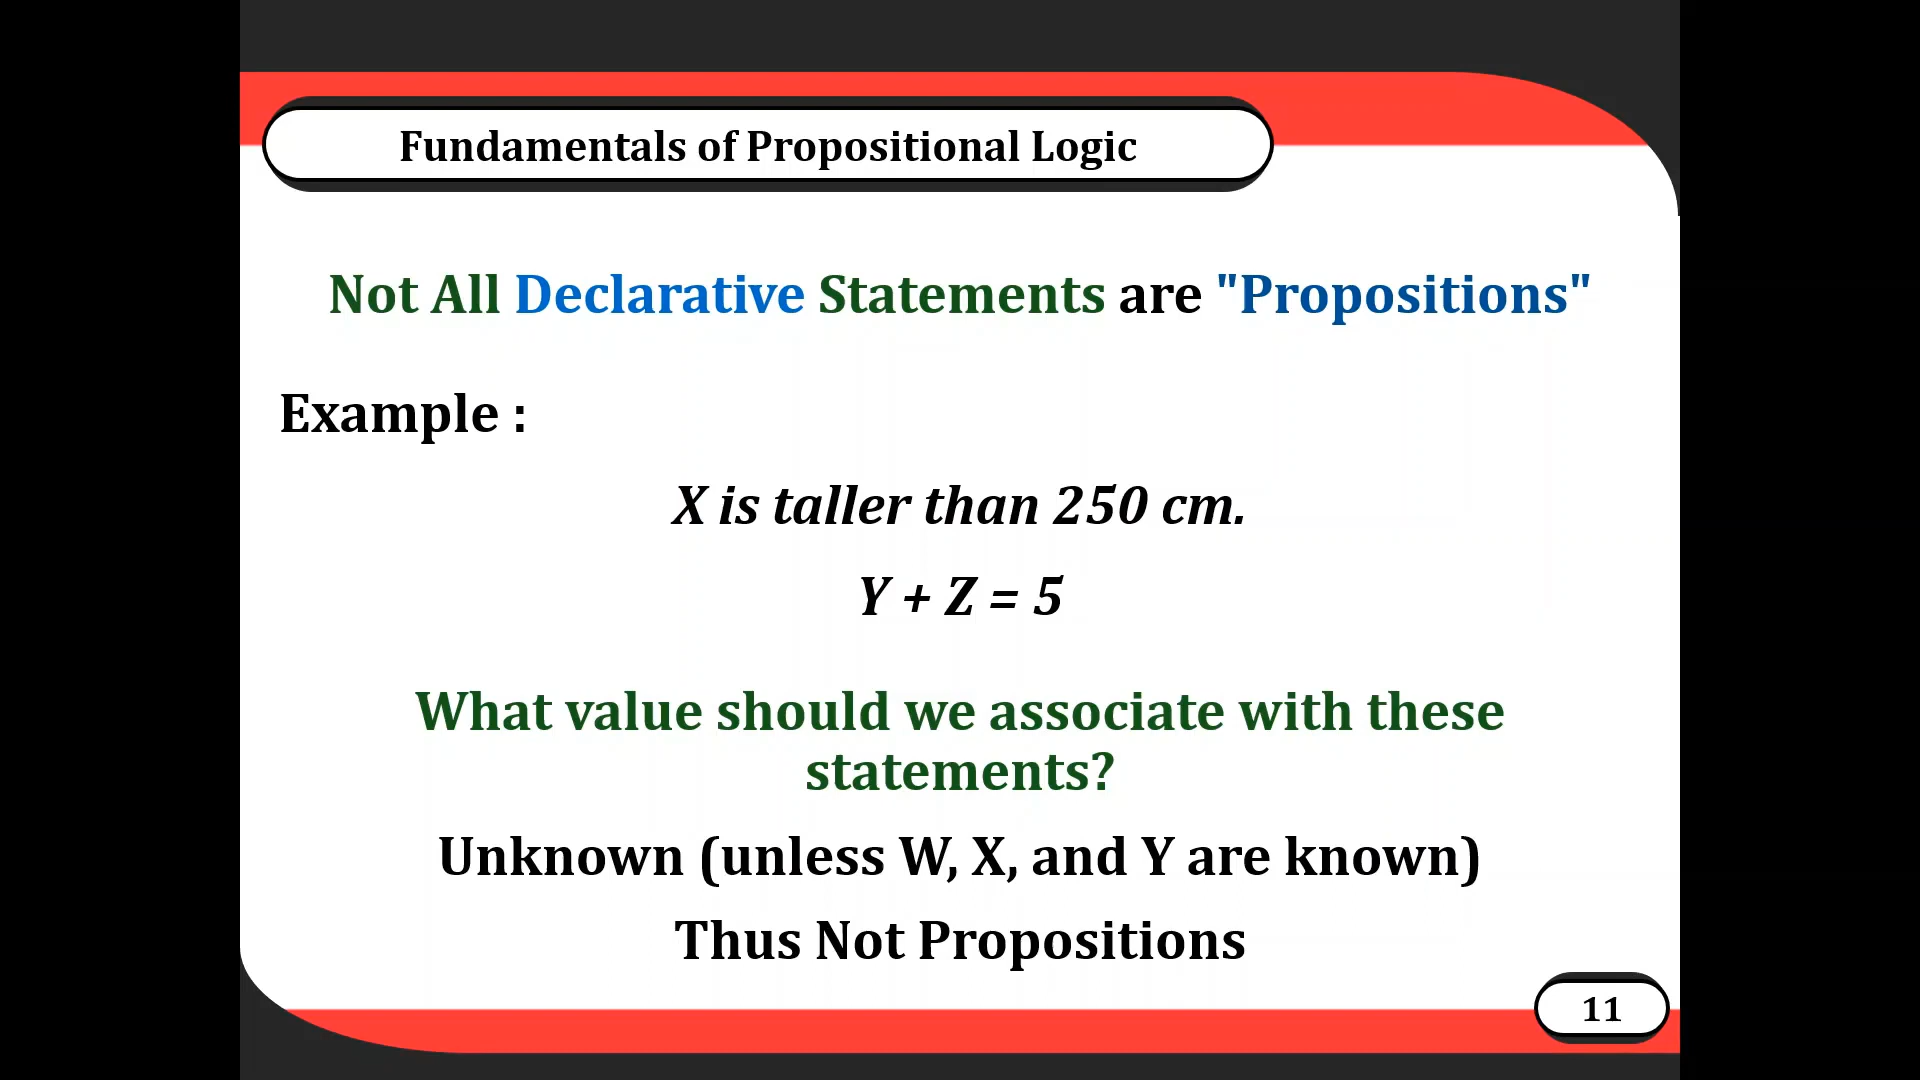 Fundamentals of Propositional Logic
Not All Declarative Statements are "Propositions"
Example :
X is taller than 250 cm.
Y + Z = 5
What value should we associate with these
statements?
Unknown (unless W, X, and Y are known)
Thus Not Propositions
11